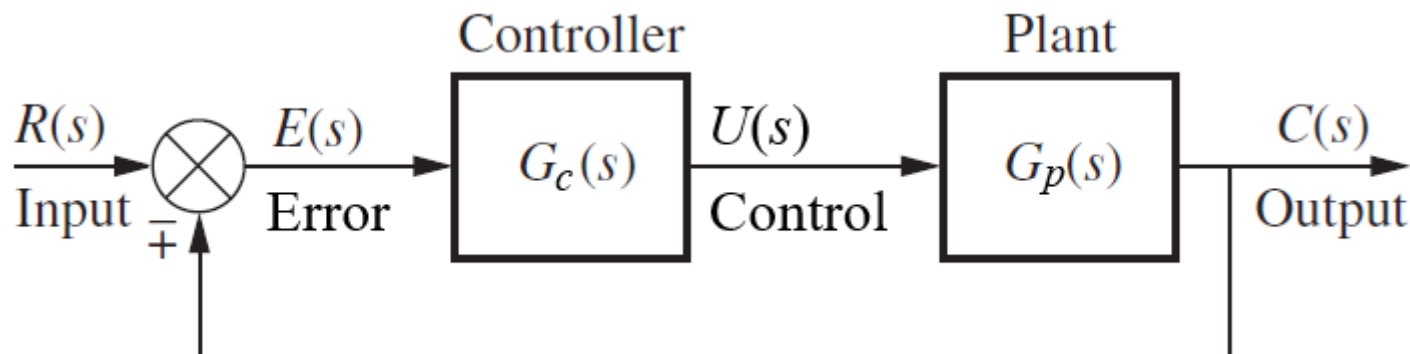 Controller Plant
R(s) E(s) U(s) C(s)
G_c(s) G_p(s)
Input ∓ Error Control Output